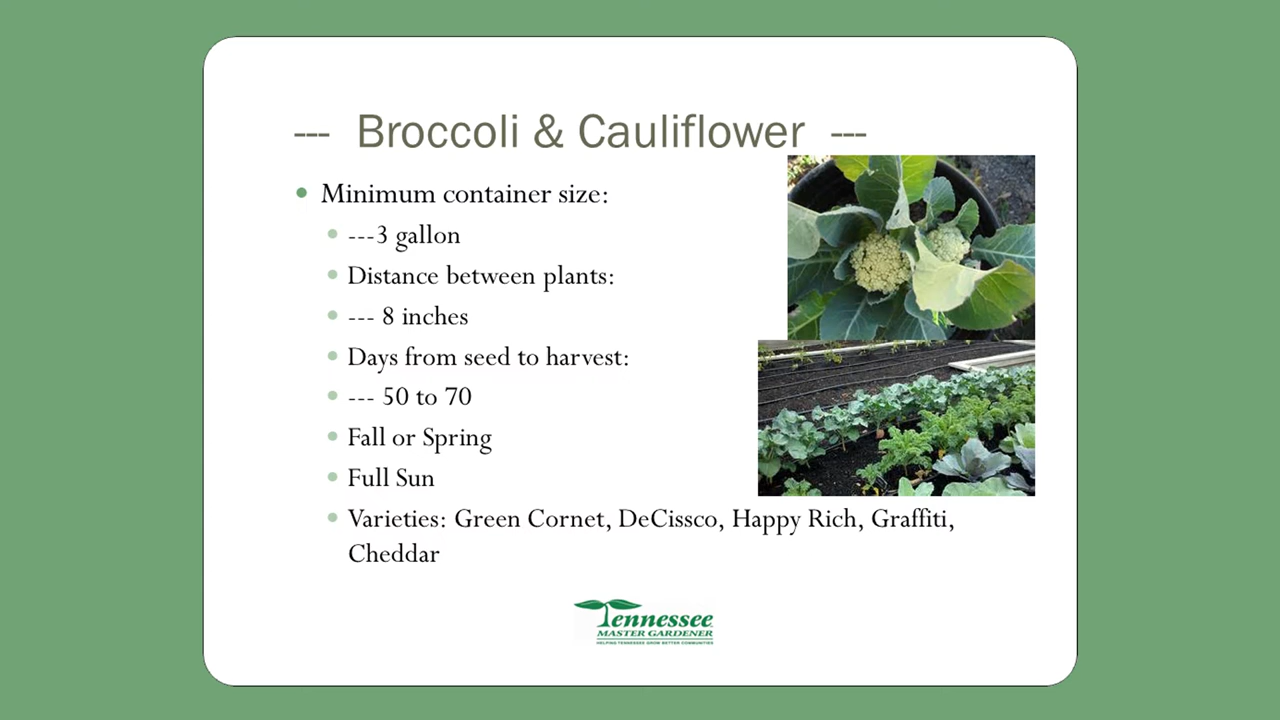 --- Broccoli & Cauliflower ---
Minimum container size:
---3 gallon
Distance between plants:
--- 8 inches
Days from seed to harvest:
--- 50 to 70
Fall or Spring
Full Sun
Varieties: Green Cornet, DeCissco, Happy Rich, Graffiti,
Cheddar
Tennessee
MASTER GARDENER
HELPING TENNESSEE GROW BETTER COMMUNITIES